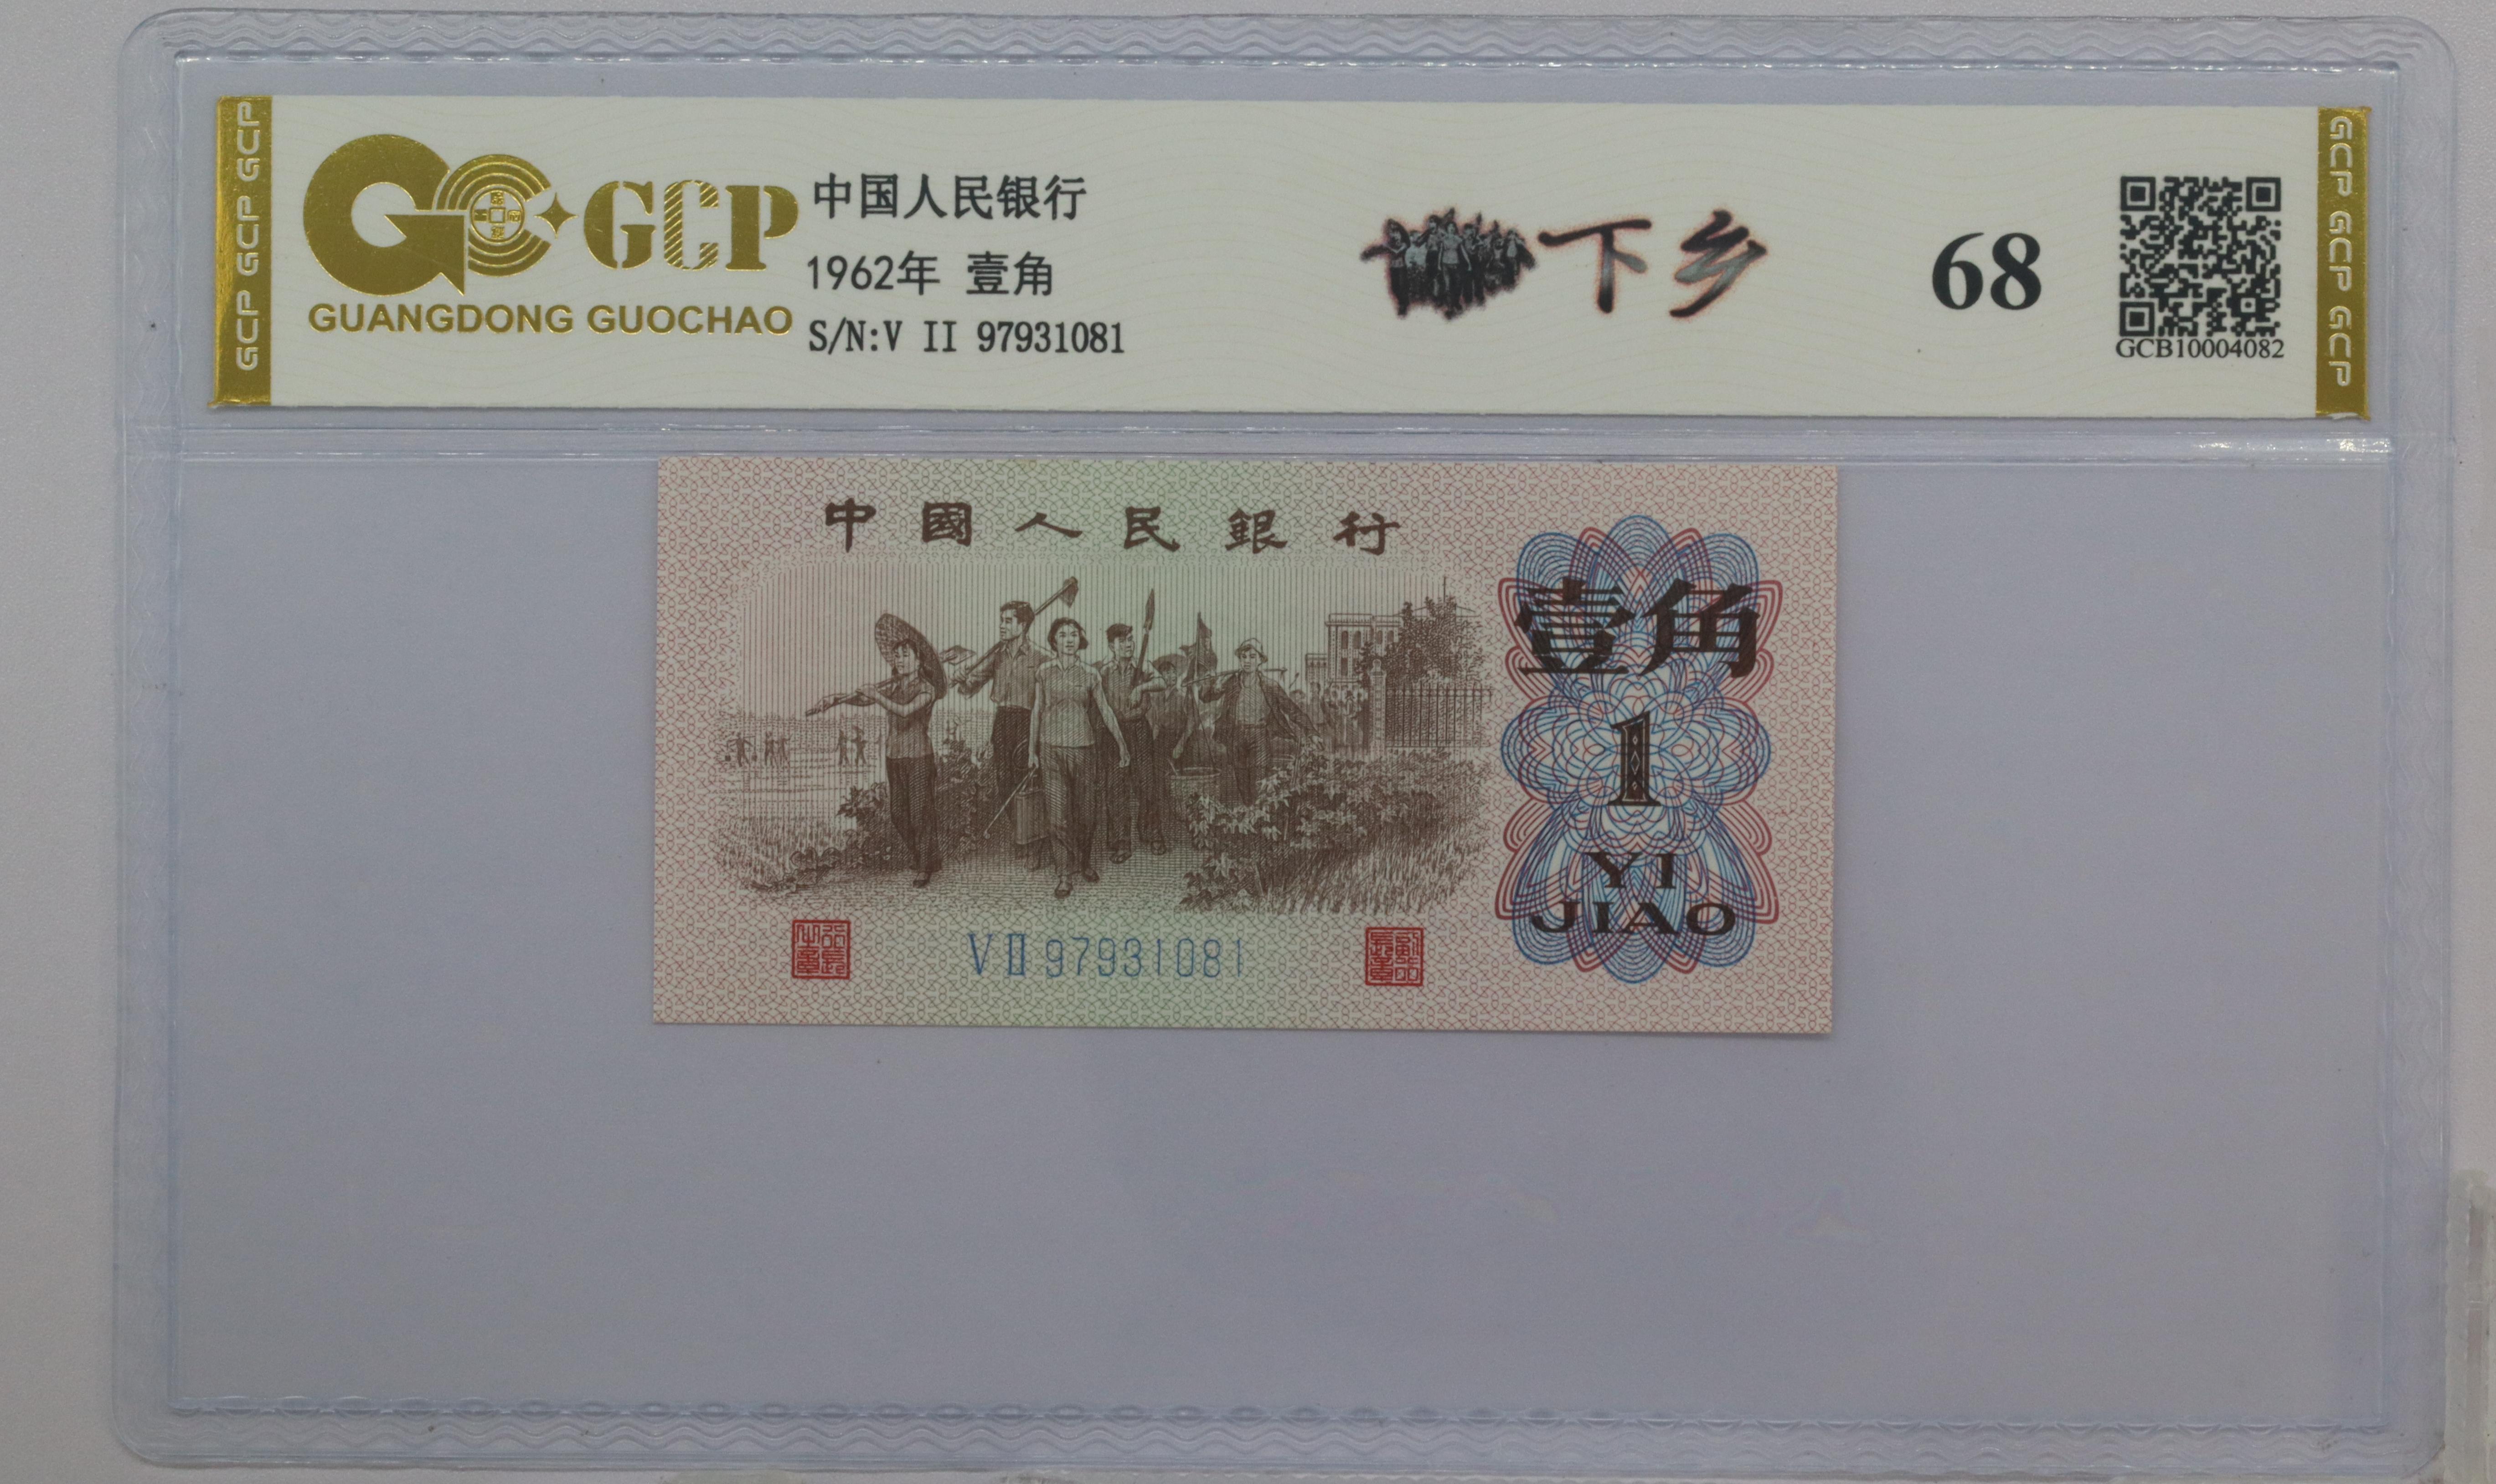 GCP GCP GCP
GCP
GUANGDONG GUOCHAO
中国人民银行
1962年 壹角
S/N:V II 97931081
下乡
68
GCB10004082
GCP GCP GCP GCP
中國人民銀行
壹角
1
YI
JIAO
V II 97931081